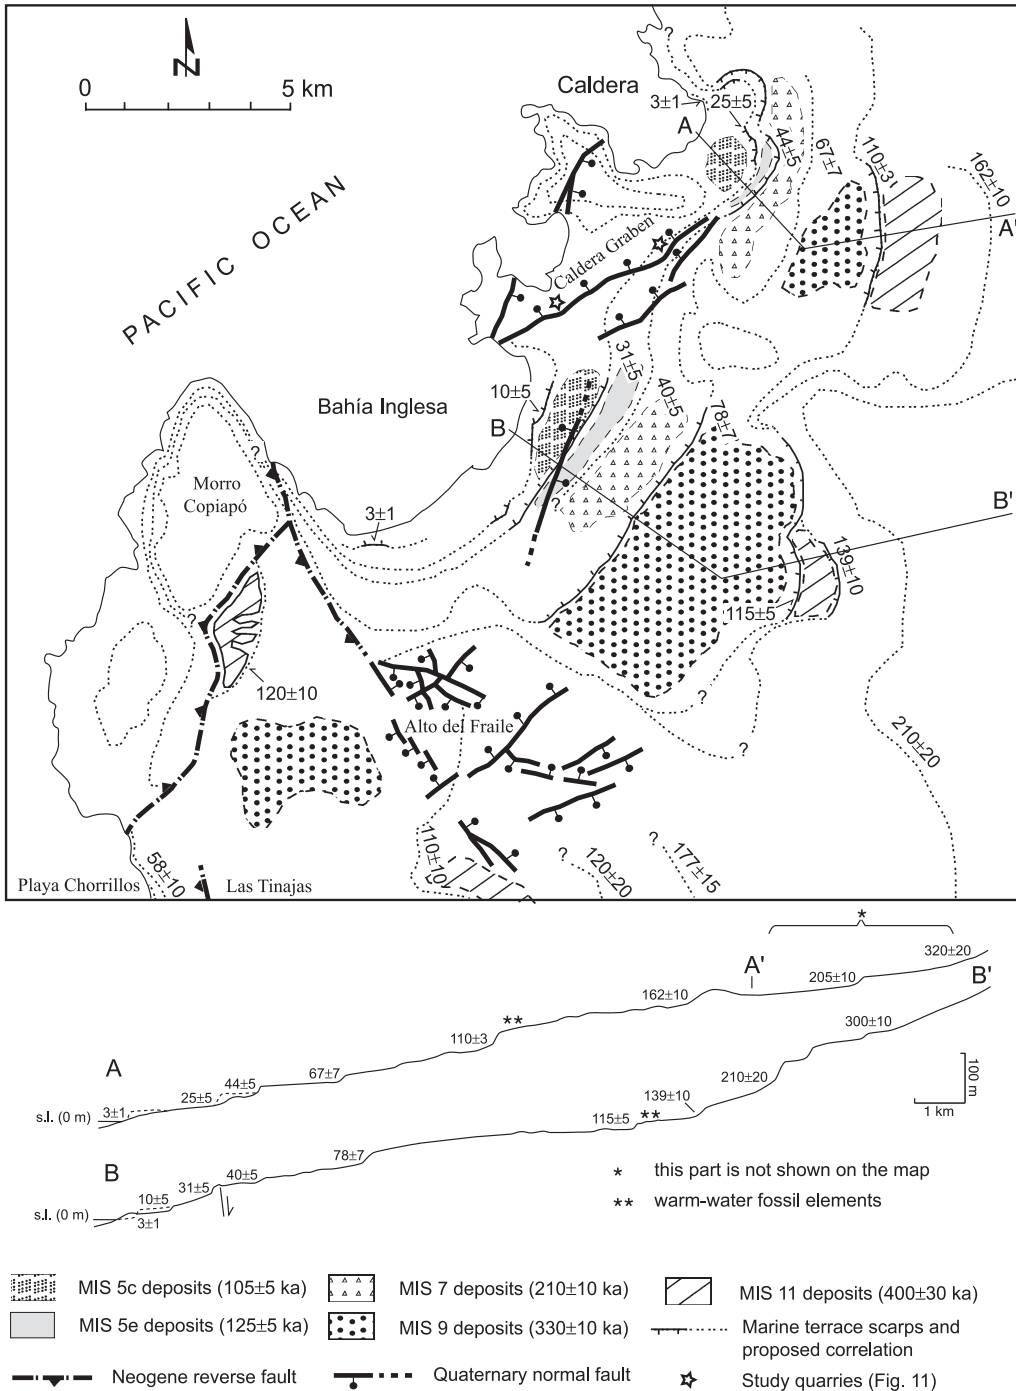 N
0
5 km
Caldera
3±1
25±5
A
44±5
67±7
110±3
162±10
A'
PACIFIC OCEAN
Caldera Graben
?
31±5
10±5
40±5
78±7
Bahía Inglesa
B
B'
?
?
Morro
Copiapó
3±1
139±10
115±5
?
120±10
?
?
Alto del Fraile
210±20
110±10
?
120±20
?
177±15
58±10
Playa Chorrillos
Las Tinajas
*
320±20
A'
205±10
B'
162±10
300±10
**
110±3
A
67±7
44±5
25±5
3±1
s.l. (0 m)
210±20
139±10
100 m
1 km
115±5
**
B
78±7
40±5
31±5
10±5
s.l. (0 m)
3±1
* this part is not shown on the map
** warm-water fossil elements
MIS 5c deposits (105±5 ka)
MIS 7 deposits (210±10 ka)
MIS 11 deposits (400±30 ka)
MIS 5e deposits (125±5 ka)
MIS 9 deposits (330±10 ka)
Marine terrace scarps and
proposed correlation
Neogene reverse fault
Quaternary normal fault
Study quarries (Fig. 11)